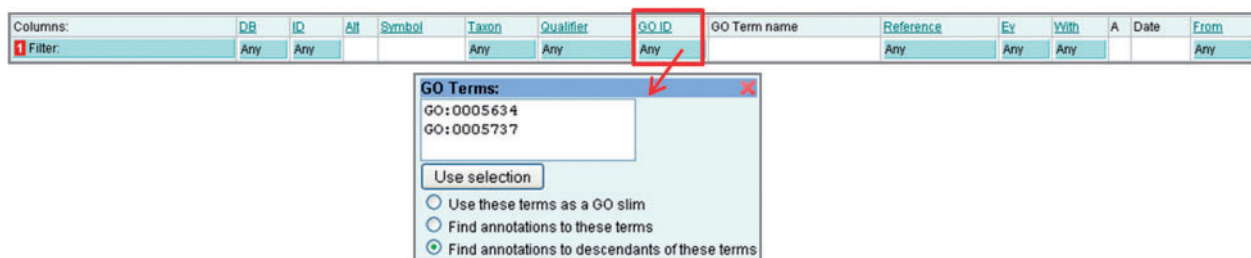 Columns: DB ID Alt Symbol Taxon Qualifier GO ID GO Term name Reference Ev With A Date From
1 Filter: Any Any Any Any Any Any Any Any Any
GO Terms:
GO:0005634
GO:0005737
Use selection
Use these terms as a GO slim
Find annotations to these terms
Find annotations to descendants of these terms